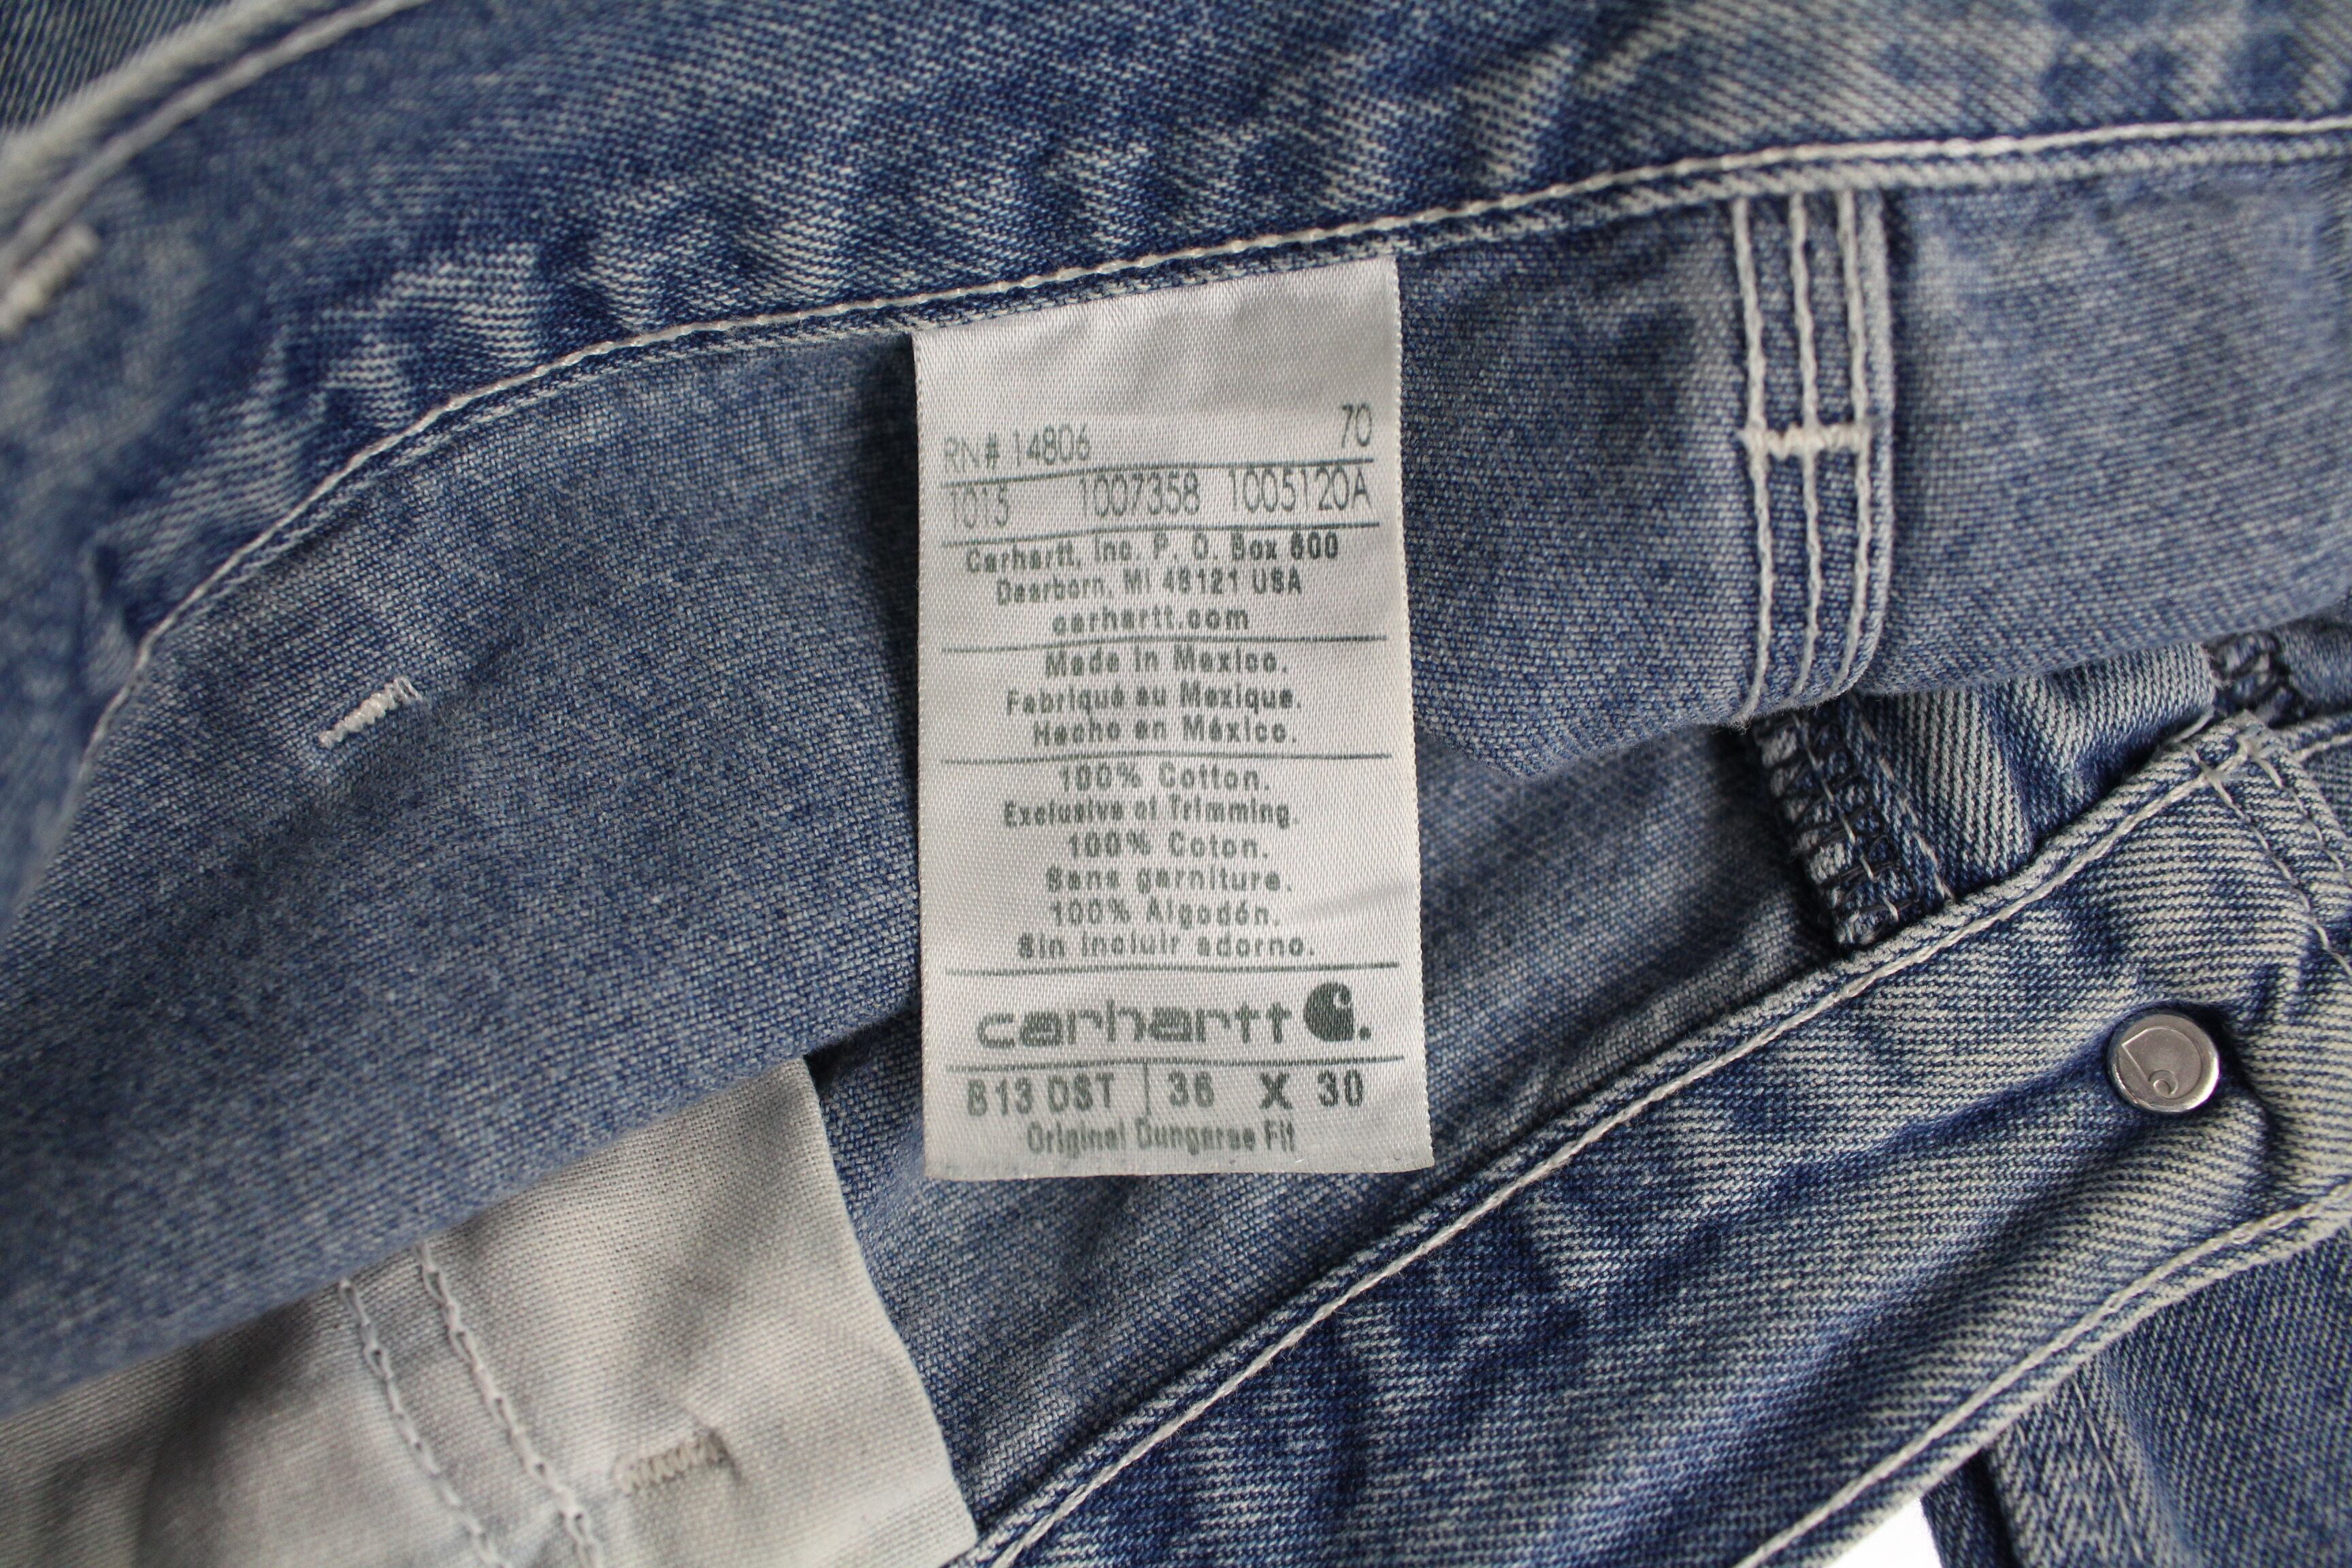 RN# 14806 70
1015 1007358 1005120A
Carhartt, Inc. P. O. Box 600
Dearborn, MI 48121 USA
carhartt.com
Made in Mexico.
Fabriqué au Mexique.
Hecho en México.
100% Cotton.
Exclusive of Trimming.
100% Coton.
Sans garniture.
100% Algodón.
Sin incluir adorno.
carhartt
B13 DST 36 X 30
Original Dungaree Fit